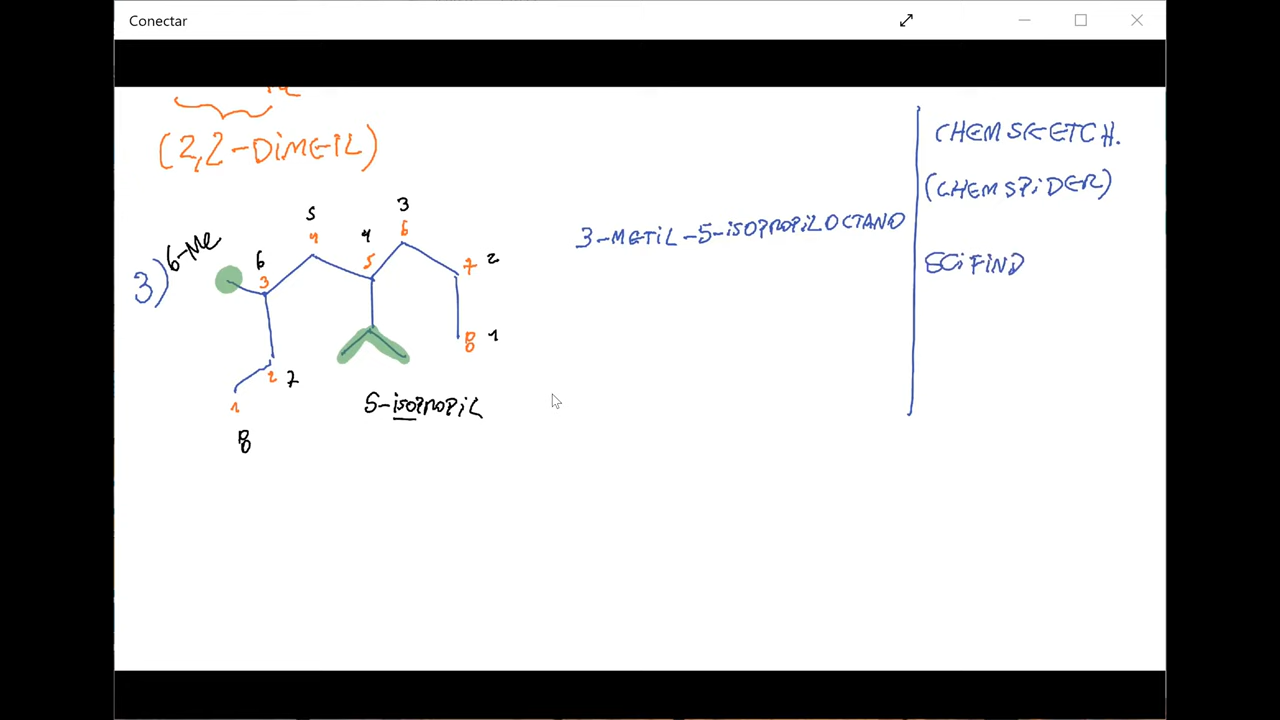 Conectar
(2,2-DiMETIL)
CHEMSKETCH.
(CHEMSPiDER)
SCiFiND
3-METiL-5-iSOPROPiLOCTANO
3)
6-Me
6
3
5
4
4
5
3
6
7
2
8
1
2
7
1
8
5-isoPROPiL